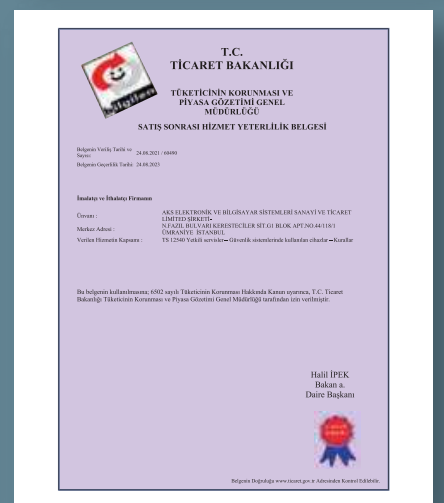 T.C.
TİCARET BAKANLIĞI
TÜKETİCİNİN KORUNMASI VE
PİYASA GÖZETİMİ GENEL
MÜDÜRLÜĞÜ
SATIŞ SONRASI HİZMET YETERLİLİK BELGESİ
bilgilen
Belgenin Veriliş Tarihi ve
Sayısı: 24.08.2021 / 60490
Belgenin Geçerlilik Tarihi: 24.08.2023
İmalatçı ve İthalatçı Firmanın
Ünvanı : AKS ELEKTRONİK VE BİLGİSAYAR SİSTEMLERİ SANAYİ VE TİCARET
LİMİTED ŞİRKETİ-
Merkez Adresi : N.FAZIL BULVARI KERESTECİLER SİT.G1 BLOK APT.NO.44/118/1
ÜMRANİYE İSTANBUL
Verilen Hizmetin Kapsamı : TS 12540 Yetkili servisler– Güvenlik sistemlerinde kullanılan cihazlar –Kurallar
Bu belgenin kullanılmasına; 6502 sayılı Tüketicinin Korunması Hakkında Kanun uyarınca, T.C. Ticaret
Bakanlığı Tüketicinin Korunması ve Piyasa Gözetimi Genel Müdürlüğü tarafından izin verilmiştir.
Halil İPEK
Bakan a.
Daire Başkanı
Belgenin Doğruluğu www.ticaret.gov.tr Adresinden Kontrol Edilebilir.